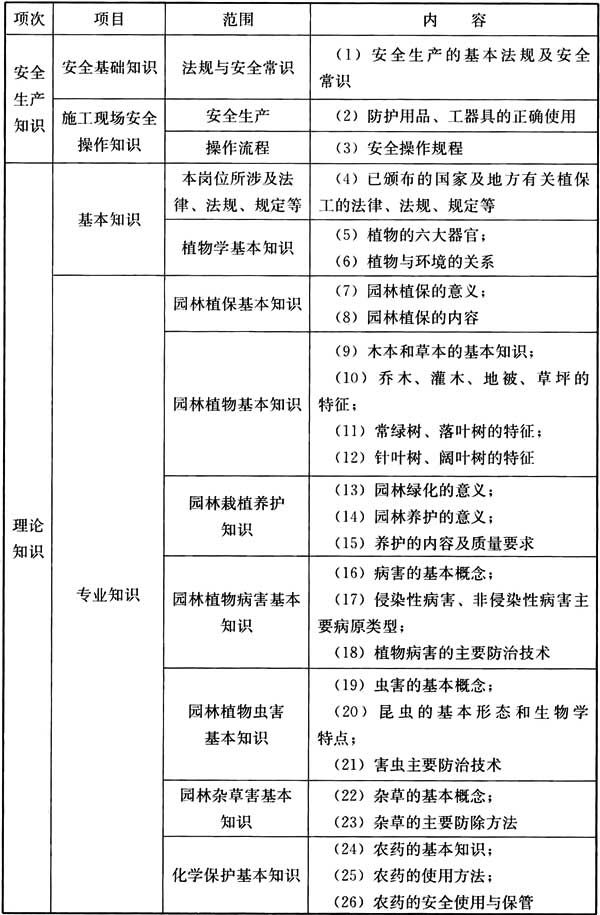 项次 项目 范围 内 容
安全生产知识 安全基础知识 法规与安全常识 （1）安全生产的基本法规及安全
常识
施工现场安全
操作知识
安全生产 （2）防护用品、工器具的正确使用
操作流程 （3）安全操作规程
理论知识 基本知识
本岗位所涉及法
律、法规、规定等
（4）已颁布的国家及地方有关植保
工的法律、法规、规定等
植物学基本知识
（5）植物的六大器官；
（6）植物与环境的关系
专业知识
园林植保基本知识
（7）园林植保的意义；
（8）园林植保的内容
园林植物基本知识
（9）木本和草本的基本知识；
（10）乔木、灌木、地被、草坪的
特征；
（11）常绿树、落叶树的特征；
（12）针叶树、阔叶树的特征
园林栽植养护
知识
（13）园林绿化的意义；
（14）园林养护的意义；
（15）养护的内容及质量要求
园林植物病害基本
知识
（16）病害的基本概念；
（17）侵染性病害、非侵染性病害主
要病原类型；
（18）植物病害的主要防治技术
园林植物虫害
基本知识
（19）虫害的基本概念；
（20）昆虫的基本形态和生物学
特点；
（21）害虫主要防治技术
园林杂草害基本
知识
（22）杂草的基本概念；
（23）杂草的主要防除方法
化学保护基本知识
（24）农药的基本知识；
（25）农药的使用方法；
（26）农药的安全使用与保管